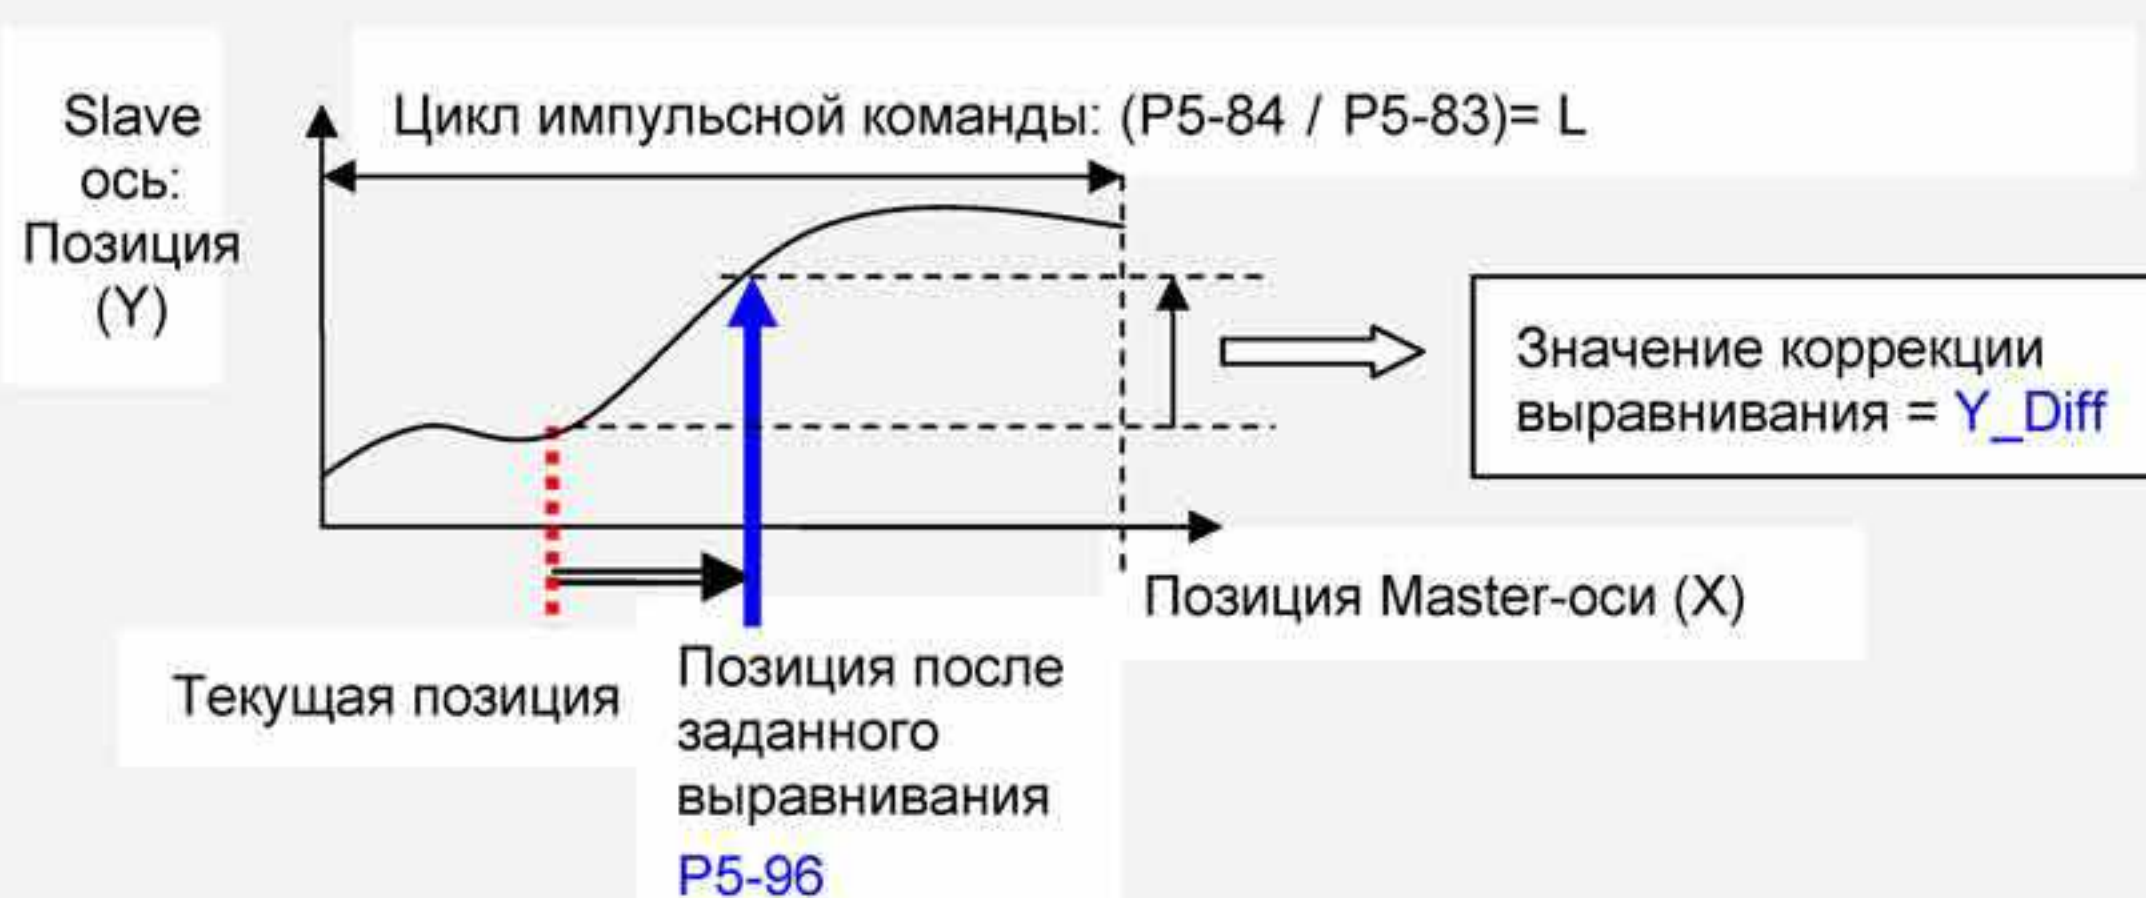 Slave
ось:
Позиция
(Y)
Цикл импульсной команды: (P5-84 / P5-83)= L
Значение коррекции
выравнивания = Y_Diff
Позиция Master-оси (X)
Текущая позиция
Позиция после
заданного
выравнивания
P5-96